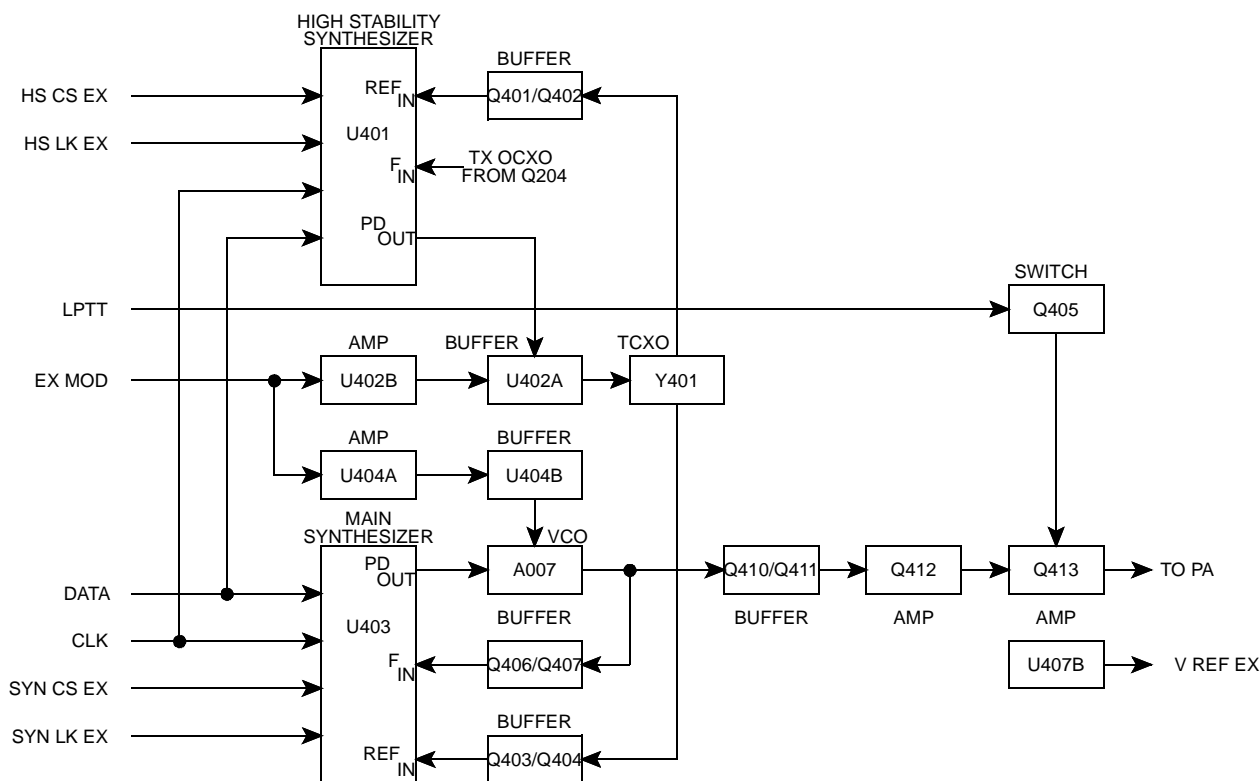 HIGH STABILITY
SYNTHESIZER
BUFFER
HS CS EX
REF IN
Q401/Q402
U401
HS LK EX
F IN
TX OCXO
FROM Q204
PD OUT
SWITCH
LPTT
Q405
AMP
BUFFER
TCXO
EX MOD
U402B
U402A
Y401
AMP
BUFFER
U404A
U404B
MAIN
SYNTHESIZER
VCO
PD OUT
A007
Q410/Q411
Q412
Q413
TO PA
DATA
BUFFER
BUFFER
AMP
AMP
U403
CLK
F IN
Q406/Q407
U407B
V REF EX
SYN CS EX
BUFFER
SYN LK EX
REF IN
Q403/Q404